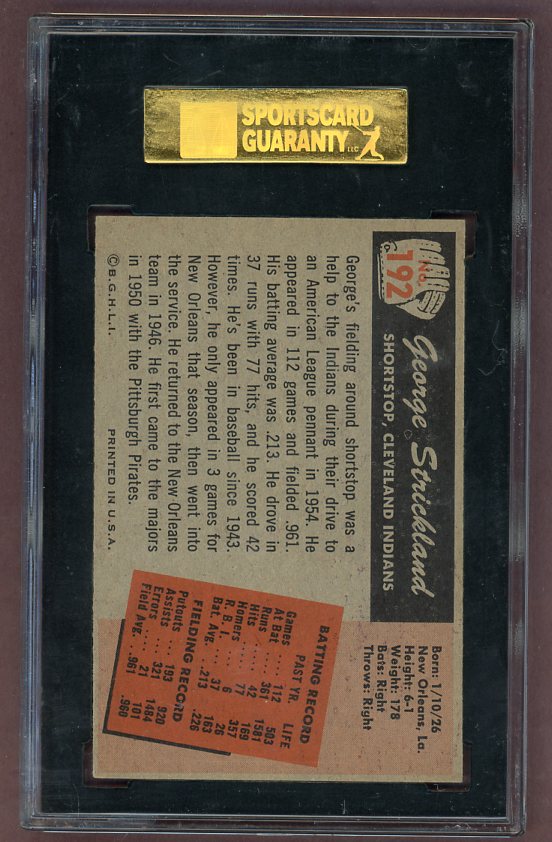 SPORTSCARD
GUARANTY LLC
No.
192
George Strickland
SHORTSTOP, CLEVELAND INDIANS
Born: 1/10/26
New Orleans, La.
Height: 6-1
Weight: 178
Bats: Right
Throws: Right
George's fielding around shortstop was a
help to the Indians during their drive to
an American League pennant in 1954. He
appeared in 112 games and fielded .961.
His batting average was .213. He drove in
37 runs with 77 hits, and he scored 42
times. He's been in baseball since 1943.
However, he only appeared in 3 games for
New Orleans that season, then went into
the service. He returned to the New Orleans
team in 1946. He first came to the majors
in 1950 with the Pittsburgh Pirates.
BATTING RECORD
PAST YR. LIFE
Games ... 112 503
At Bat ... 361 1581
Runs ... 42 169
Hits ... 77 357
Homers ... 6 26
R. B. I. ... 37 163
Bat. Avg. .213 .226
FIELDING RECORD
Putouts ... 193 920
Assists ... 321 1484
Errors ... 21 101
Field Avg. .961 .960
©B.G.H.L.I. PRINTED IN U.S.A.